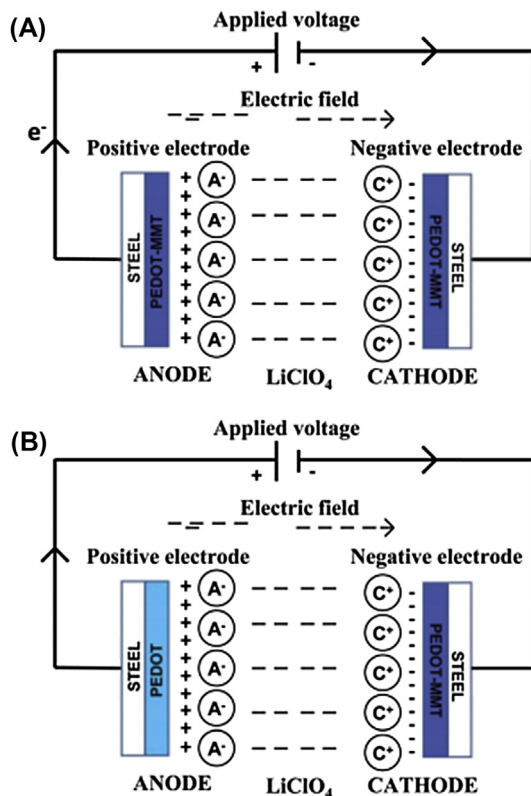 (A)
Applied voltage
+ -
Electric field
e-
Positive electrode Negative electrode
STEEL PEDOT-MMT + + + + + + + + + A- A- A- A- A- C+ C+ C+ C+ C+ PEDOT-MMT STEEL
ANODE LiClO4 CATHODE
(B)
Applied voltage
+ -
Electric field
Positive electrode Negative electrode
STEEL PEDOT + + + + + + + + + A- A- A- A- A- C+ C+ C+ C+ C+ PEDOT-MMT STEEL
ANODE LiClO4 CATHODE